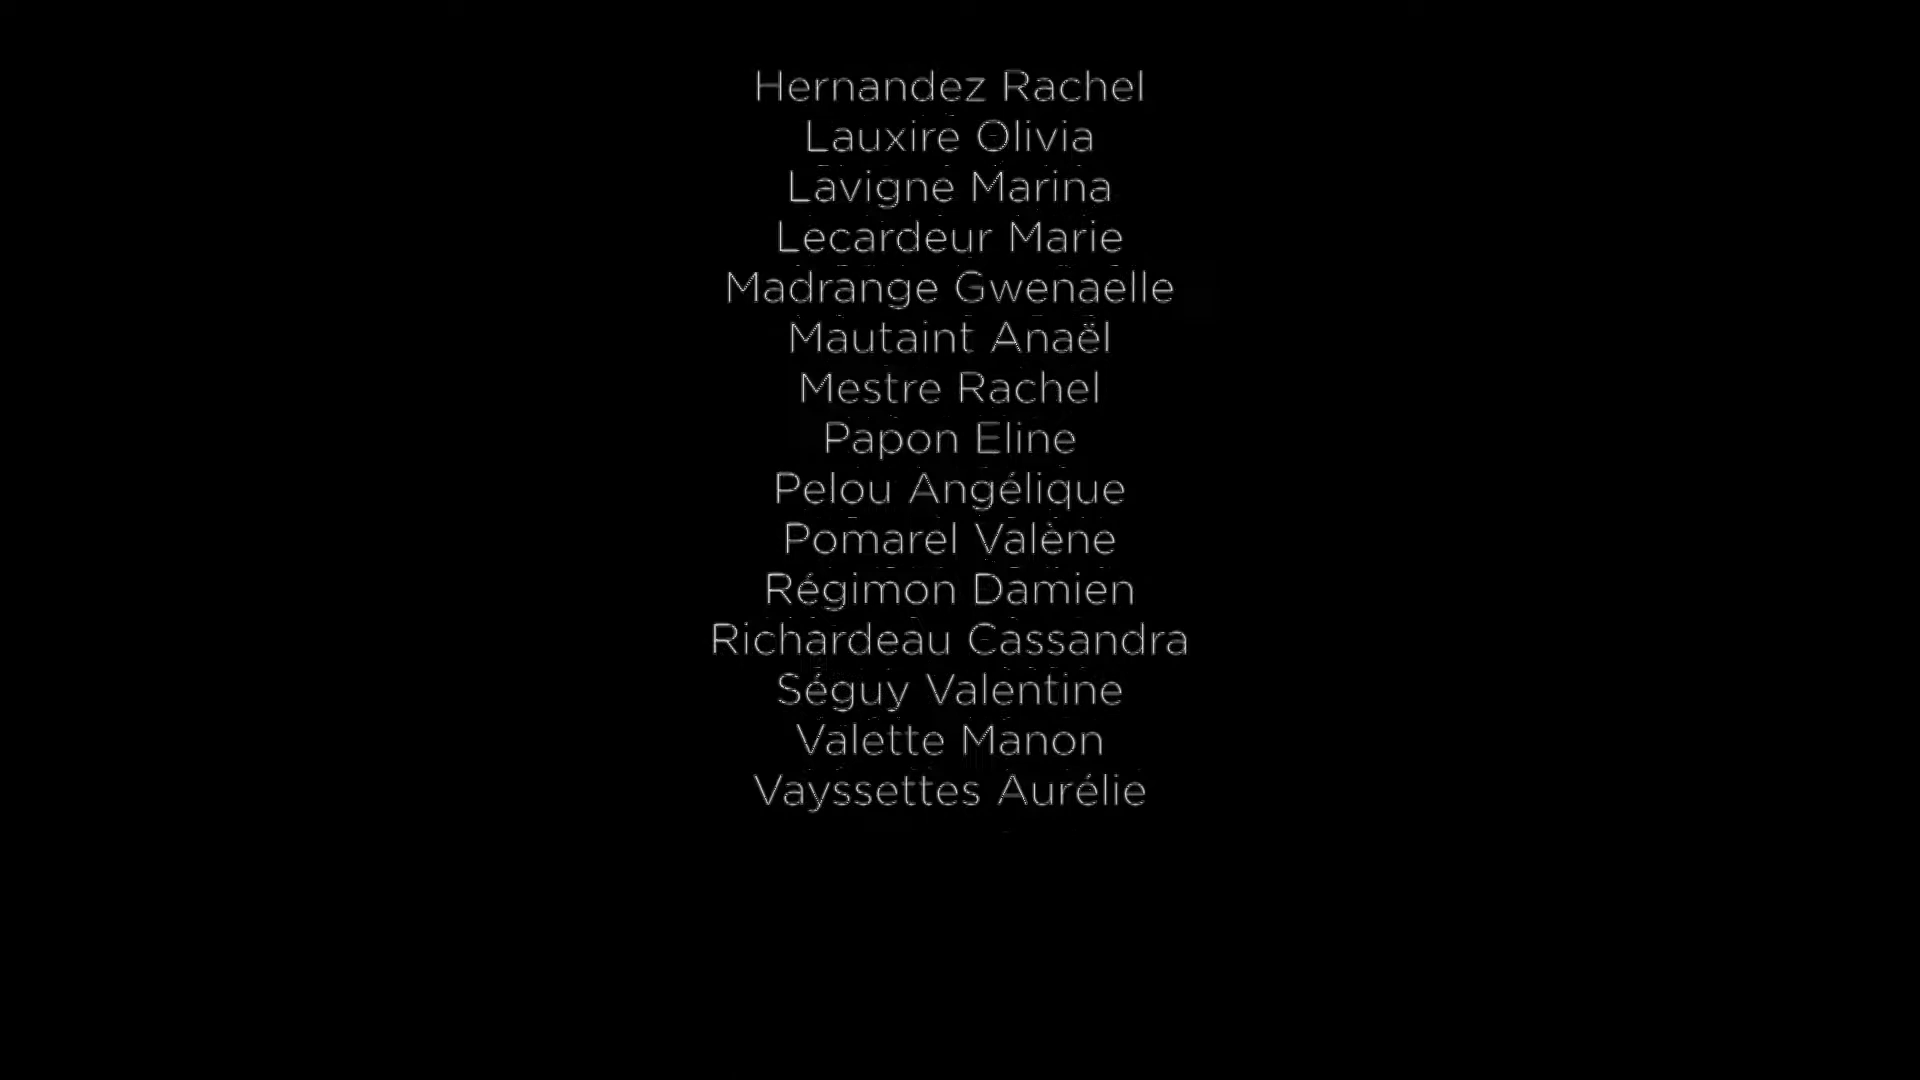 Hernandez Rachel
Lauxire Olivia
Lavigne Marina
Lecardeur Marie
Madrange Gwenaelle
Mautaint Anaël
Mestre Rachel
Papon Eline
Pelou Angélique
Pomarel Valène
Régimon Damien
Richardeau Cassandra
Séguy Valentine
Valette Manon
Vayssettes Aurélie